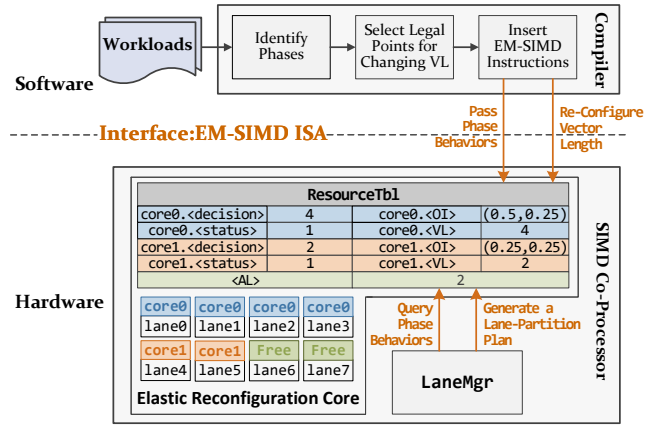 Workloads
Identify
Phases
Select Legal
Points for
Changing VL
Insert
EM-SIMD
Instructions
Compiler
Software
Pass
Phase
Behaviors
Re-Configure
Vector
Length
Interface:EM-SIMD ISA
ResourceTbl
core0.<decision> 4 core0.<OI> (0.5,0.25)
core0.<status> 1 core0.<VL> 4
core1.<decision> 2 core1.<OI> (0.25,0.25)
core1.<status> 1 core1.<VL> 2
<AL> 2
SIMD Co-Processor
Hardware
core0 core0 core0 core0
lane0 lane1 lane2 lane3
core1 core1 Free Free
lane4 lane5 lane6 lane7
Elastic Reconfiguration Core
Query
Phase
Behaviors
Generate a
Lane-Partition
Plan
LaneMgr